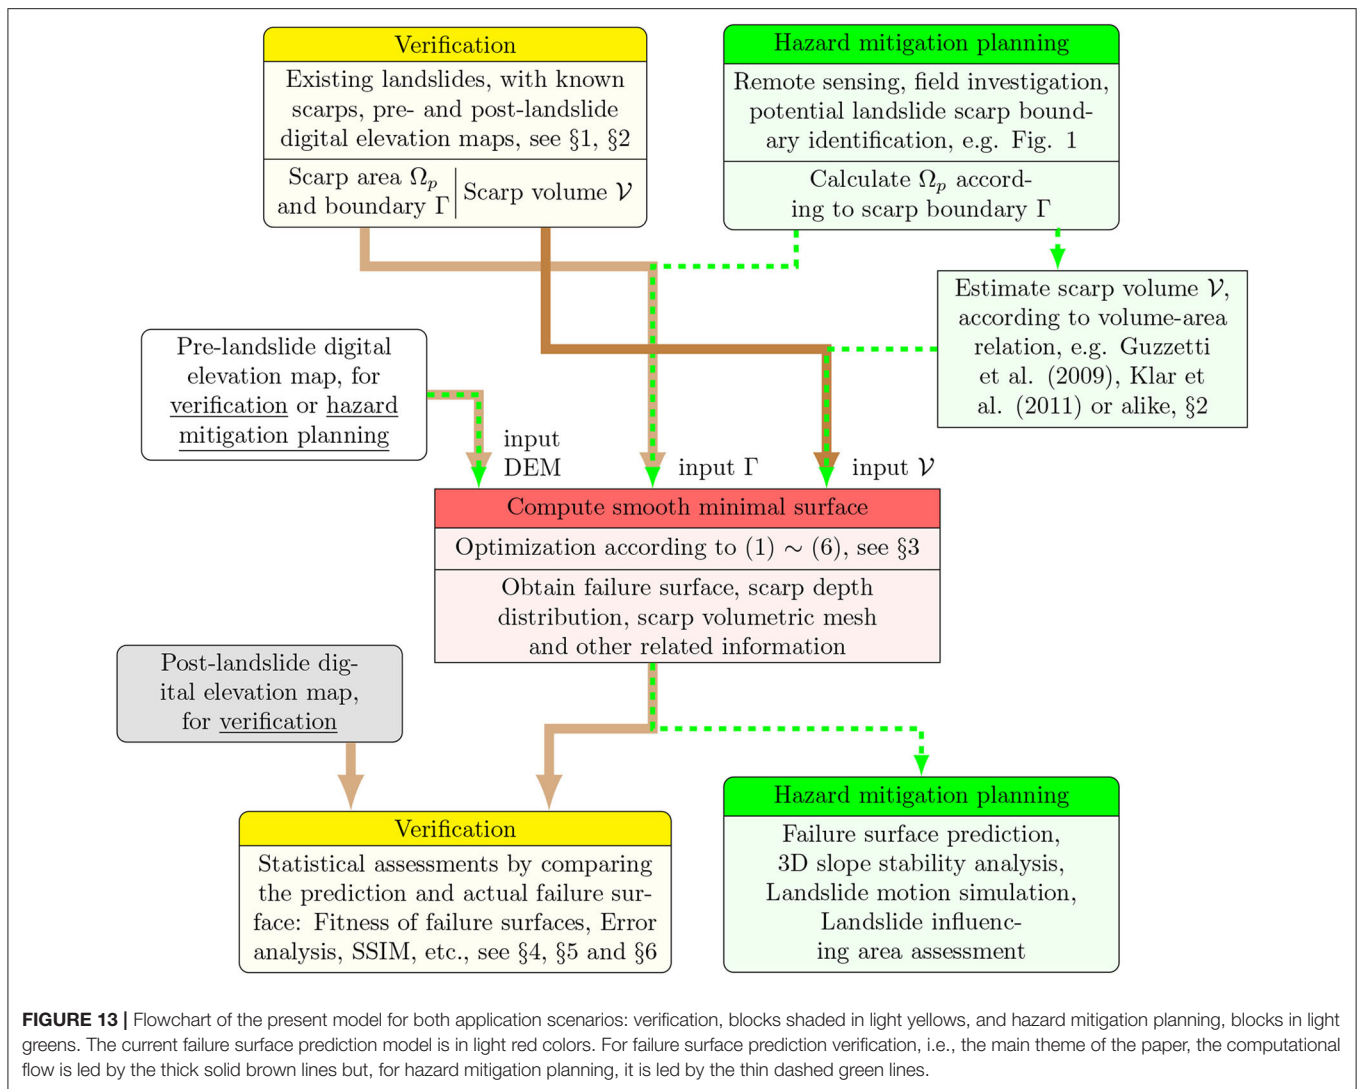 Verification
Existing landslides, with known
scarps, pre- and post-landslide
digital elevation maps, see §1, §2
Scarp area Ωp
and boundary Γ
Scarp volume 𝒱
Hazard mitigation planning
Remote sensing, field investigation,
potential landslide scarp bound-
ary identification, e.g. Fig. 1
Calculate Ωp accord-
ing to scarp boundary Γ
Estimate scarp volume 𝒱,
according to volume-area
relation, e.g. Guzzetti
et al. (2009), Klar et
al. (2011) or alike, §2
Pre-landslide digital
elevation map, for
verification or hazard
mitigation planning
input
DEM
input Γ
input 𝒱
Compute smooth minimal surface
Optimization according to (1) ∼ (6), see §3
Obtain failure surface, scarp depth
distribution, scarp volumetric mesh
and other related information
Post-landslide dig-
ital elevation map,
for verification
Verification
Statistical assessments by comparing
the prediction and actual failure sur-
face: Fitness of failure surfaces, Error
analysis, SSIM, etc., see §4, §5 and §6
Hazard mitigation planning
Failure surface prediction,
3D slope stability analysis,
Landslide motion simulation,
Landslide influenc-
ing area assessment
FIGURE 13 | Flowchart of the present model for both application scenarios: verification, blocks shaded in light yellows, and hazard mitigation planning, blocks in light
greens. The current failure surface prediction model is in light red colors. For failure surface prediction verification, i.e., the main theme of the paper, the computational
flow is led by the thick solid brown lines but, for hazard mitigation planning, it is led by the thin dashed green lines.